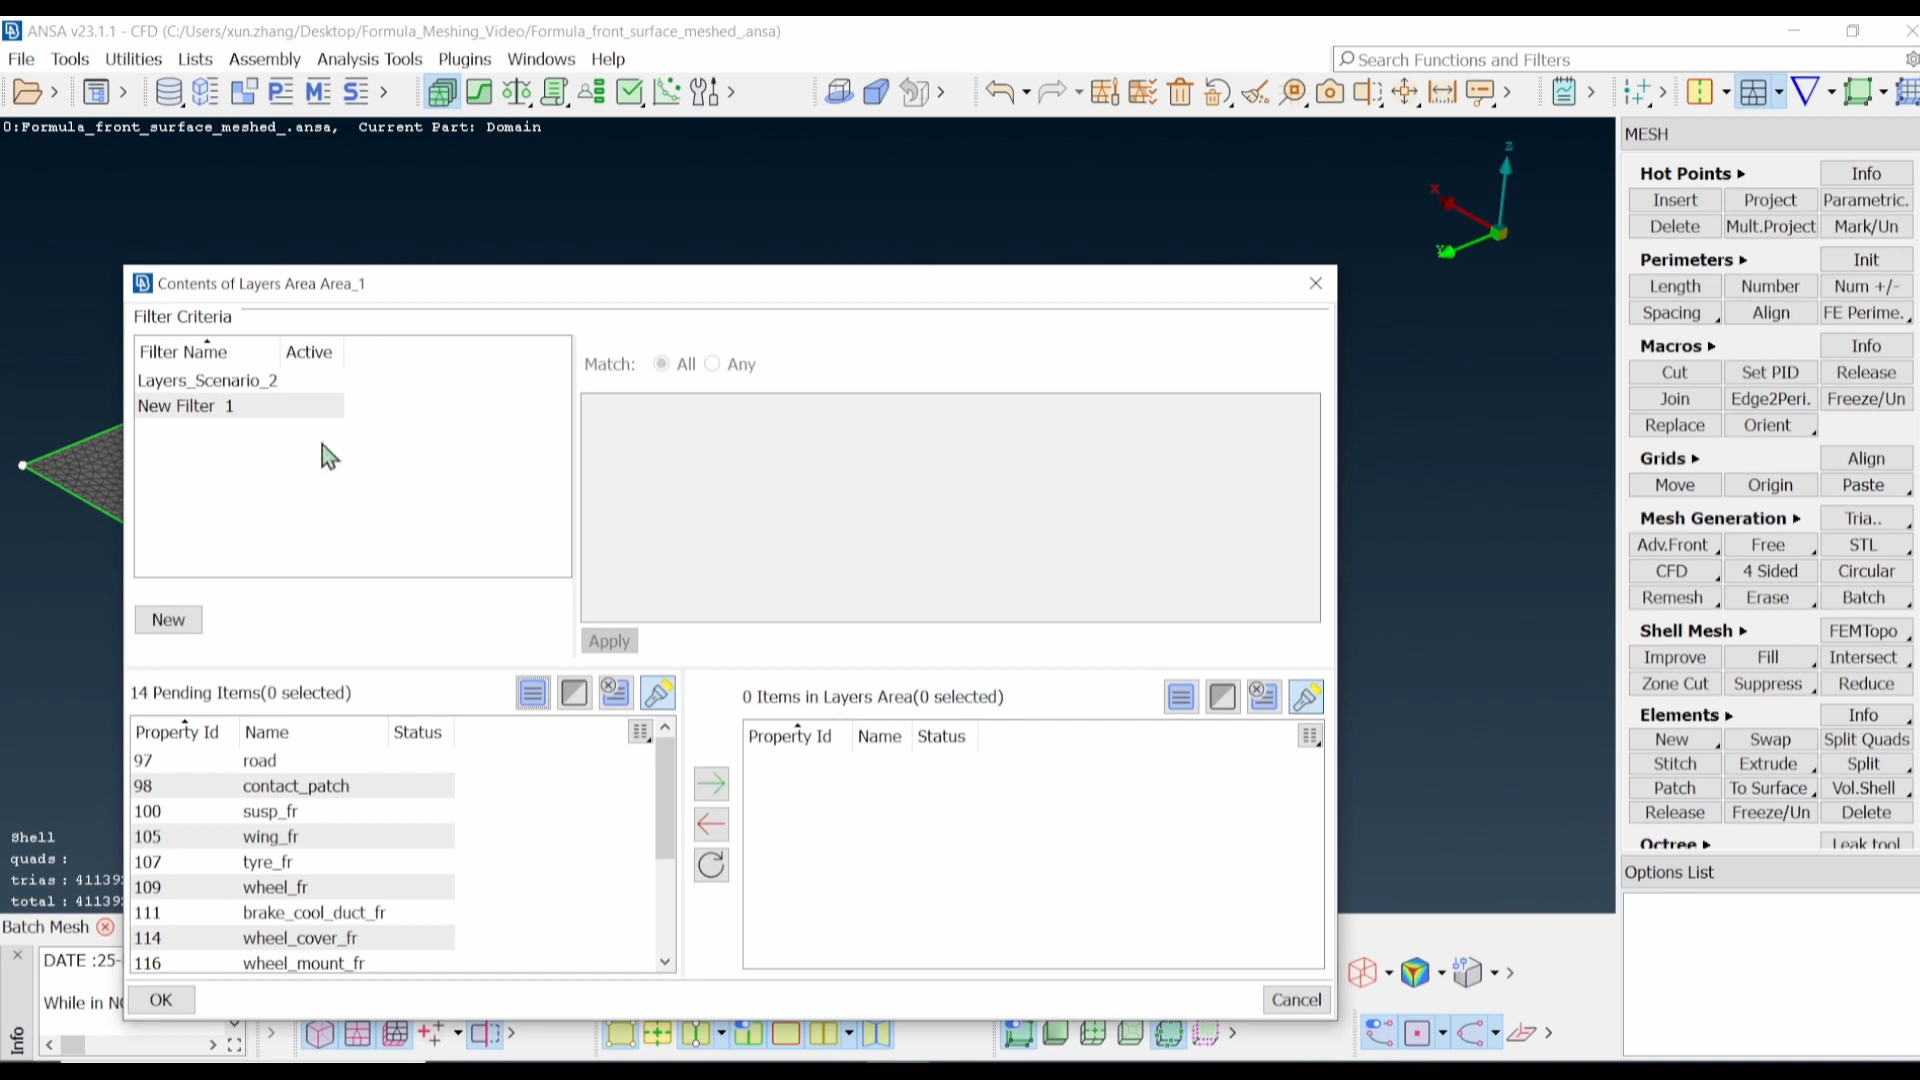 ANSA v23.1.1 - CFD (C:/Users/xun.zhang/Desktop/Formula_Meshing_Video/Formula_front_surface_meshed_.ansa)
File Tools Utilities Lists Assembly Analysis Tools Plugins Windows Help
Search Functions and Filters
0:Formula_front_surface_meshed_.ansa, Current Part: Domain
Z
X
Y
Contents of Layers Area Area_1
Filter Criteria
Filter Name Active
Layers_Scenario_2
New Filter 1
New
Match: All Any
Apply
14 Pending Items(0 selected)
Property Id Name Status
97 road
98 contact_patch
100 susp_fr
105 wing_fr
107 tyre_fr
109 wheel_fr
111 brake_cool_duct_fr
114 wheel_cover_fr
116 wheel_mount_fr
0 Items in Layers Area(0 selected)
Property Id Name Status
OK
Cancel
Shell
quads :
trias : 41139
total : 41139
Batch Mesh
DATE :25-
While in N
Info
MESH
Hot Points Info
Insert Project Parametric.
Delete Mult.Project Mark/Un
Perimeters Init
Length Number Num +/-
Spacing Align FE Perime.
Macros Info
Cut Set PID Release
Join Edge2Peri. Freeze/Un
Replace Orient
Grids Align
Move Origin Paste
Mesh Generation Tria..
Adv.Front Free STL
CFD 4 Sided Circular
Remesh Erase Batch
Shell Mesh FEMTopo
Improve Fill Intersect
Zone Cut Suppress Reduce
Elements Info
New Swap Split Quads
Stitch Extrude Split
Patch To Surface Vol.Shell
Release Freeze/Un Delete
Octree Leak tool
Options List